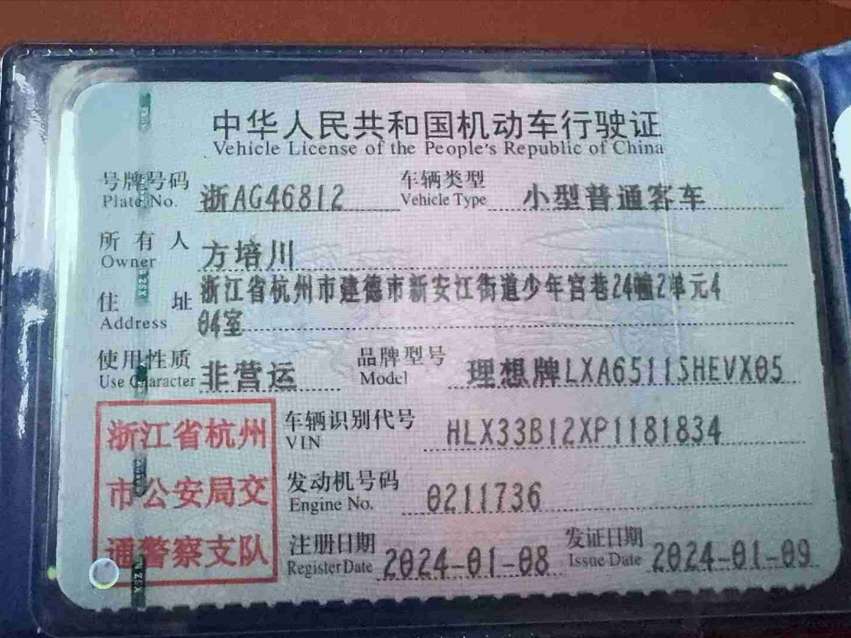 中华人民共和国机动车行驶证
Vehicle License of the People's Republic of China
号牌号码 浙AG46812 车辆类型 小型普通客车
Plate No. Vehicle Type
所有人 方培川
Owner
住址 浙江省杭州市建德市新安江街道少年宫巷24幢2单元4
Address 04室
使用性质 非营运 品牌型号 理想牌LXA6511SHEVX05
Use Character Model
浙江省杭州
市公安局交
通警察支队
车辆识别代号 HLX33B12XP1181834
VIN
发动机号码 0211736
Engine No.
注册日期 2024-01-08 发证日期 2024-01-09
Register Date Issue Date